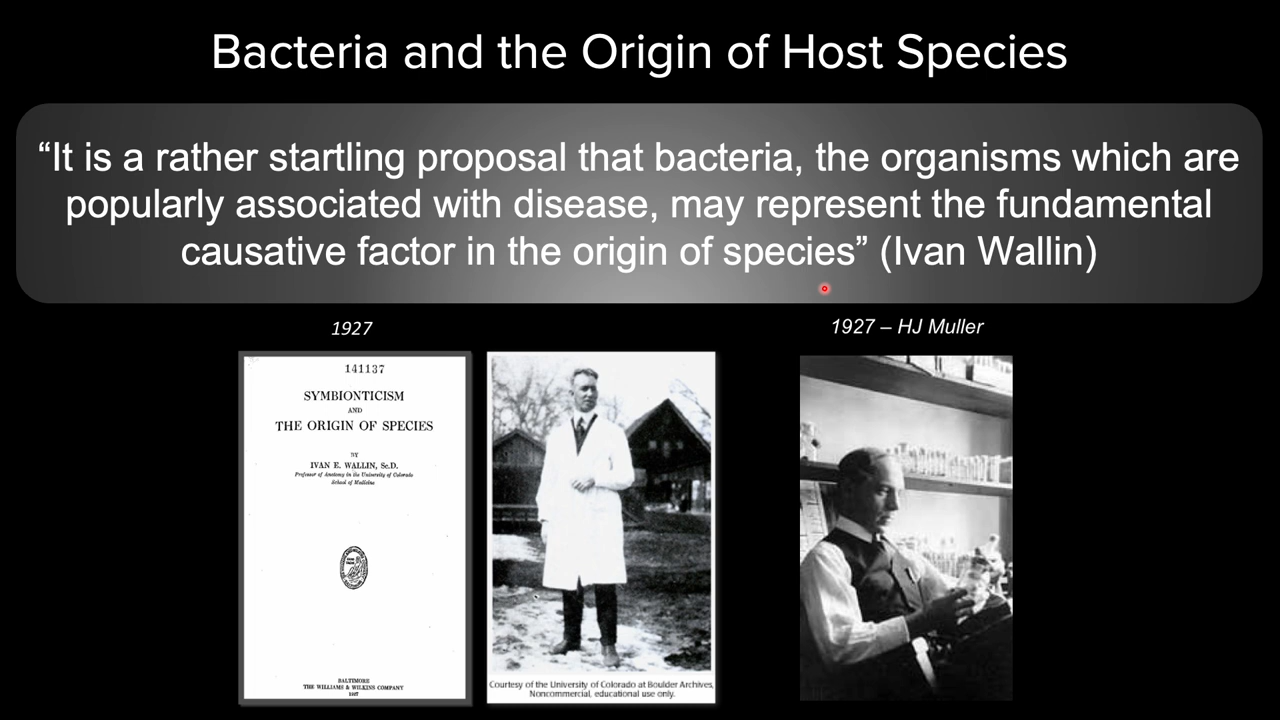 Bacteria and the Origin of Host Species
“It is a rather startling proposal that bacteria, the organisms which are
popularly associated with disease, may represent the fundamental
causative factor in the origin of species” (Ivan Wallin)
1927
1927 – HJ Muller
141137
SYMBIONTICISM
AND
THE ORIGIN OF SPECIES
BY
IVAN E. WALLIN, Sc.D.
Professor of Anatomy in the University of Colorado
School of Medicine
BALTIMORE
THE WILLIAMS & WILKINS COMPANY
1927
Courtesy of the University of Colorado at Boulder Archives,
Noncommercial, educational use only.